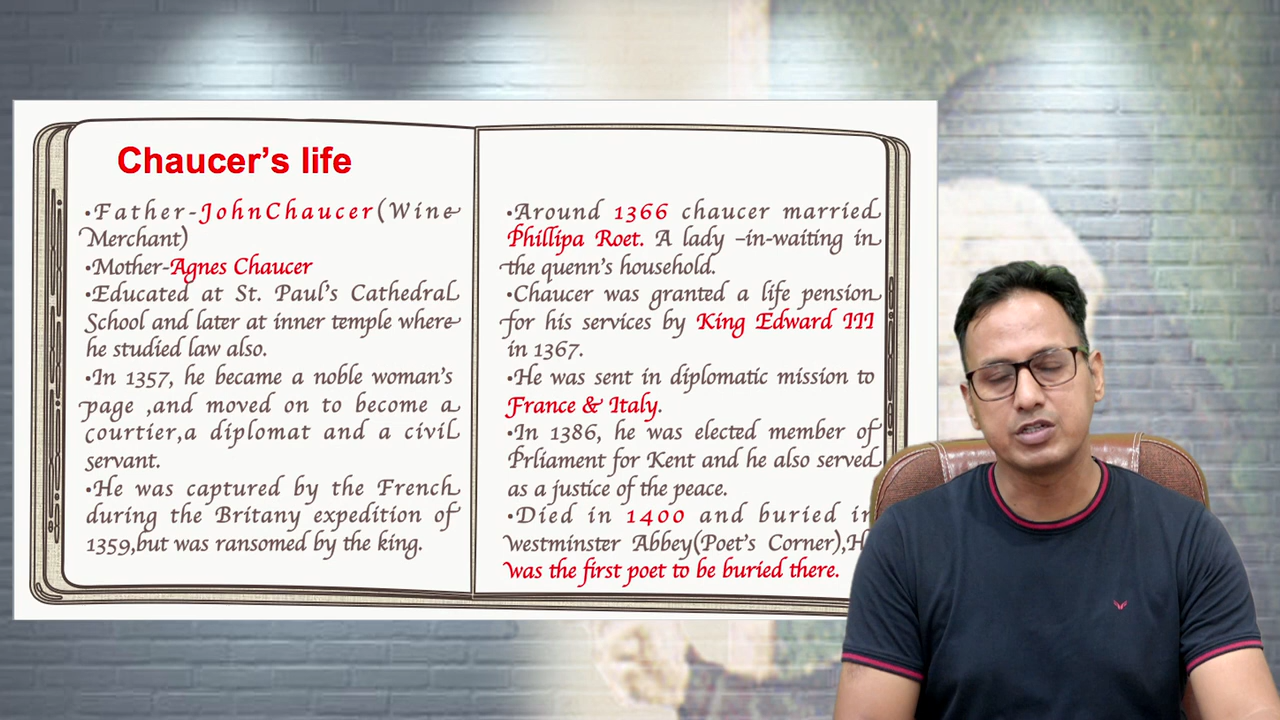 Chaucer's life
•Father-JohnChaucer(Wine
Merchant)
•Mother-Agnes Chaucer
•Educated at St. Paul's Cathedral
School and later at inner temple where
he studied law also.
•In 1357, he became a noble woman's
page ,and moved on to become a
courtier,a diplomat and a civil
servant.
•He was captured by the French
during the Britany expedition of
1359,but was ransomed by the king.
•Around 1366 chaucer married
Phillipa Roet. A lady –in-waiting in
the quenn's household.
•Chaucer was granted a life pension
for his services by King Edward III
in 1367.
•He was sent in diplomatic mission to
France & Italy.
•In 1386, he was elected member of
Prliament for Kent and he also served
as a justice of the peace.
•Died in 1400 and buried in
westminster Abbey(Poet's Corner),
was the first poet to be buried there.